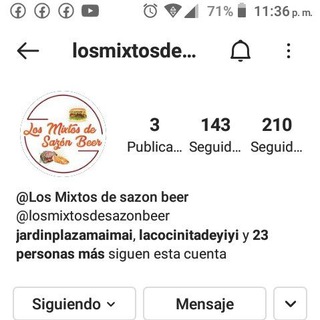 71% 11:36 p. m.
losmixtosde...
Los Mixtos de
Sazón Beer
3 143 210
Publica... Seguid... Seguid...
@Los Mixtos de sazon beer
@losmixtosdesazonbeer
jardinplazamaimai, lacocinitadeyiyi y 23
personas más siguen esta cuenta
Siguiendo Mensaje